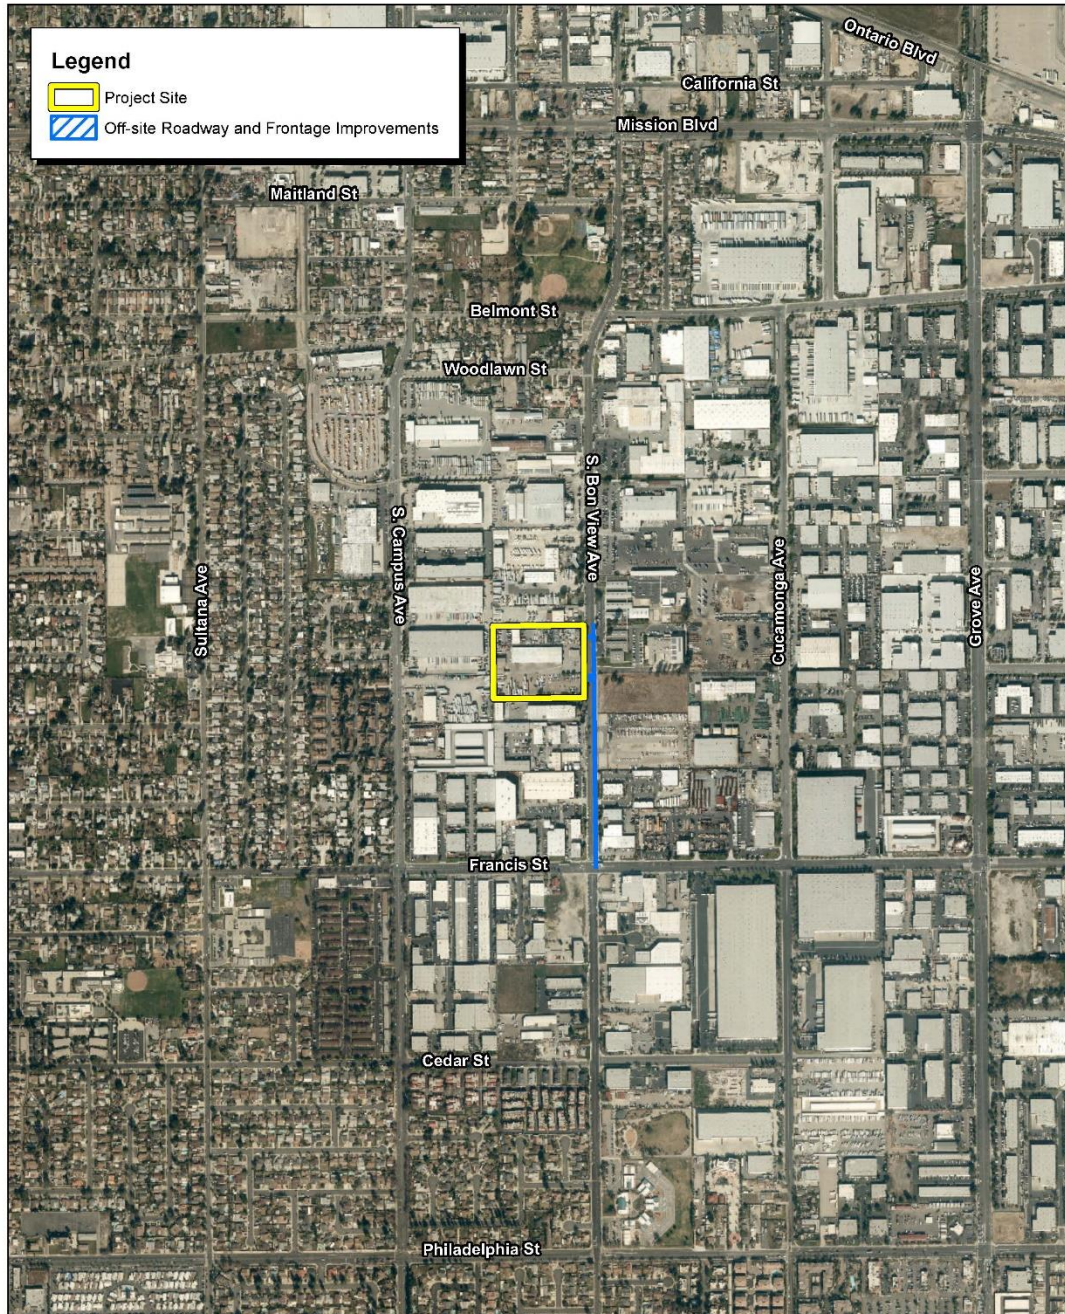 Legend
Project Site
Off-site Roadway and Frontage Improvements
Ontario Blvd
California St
Mission Blvd
Maitland St
Belmont St
Woodlawn St
S. Bon View Ave
S. Campus Ave
Sultana Ave
Cucamonga Ave
Grove Ave
Francis St
Cedar St
Philadelphia St